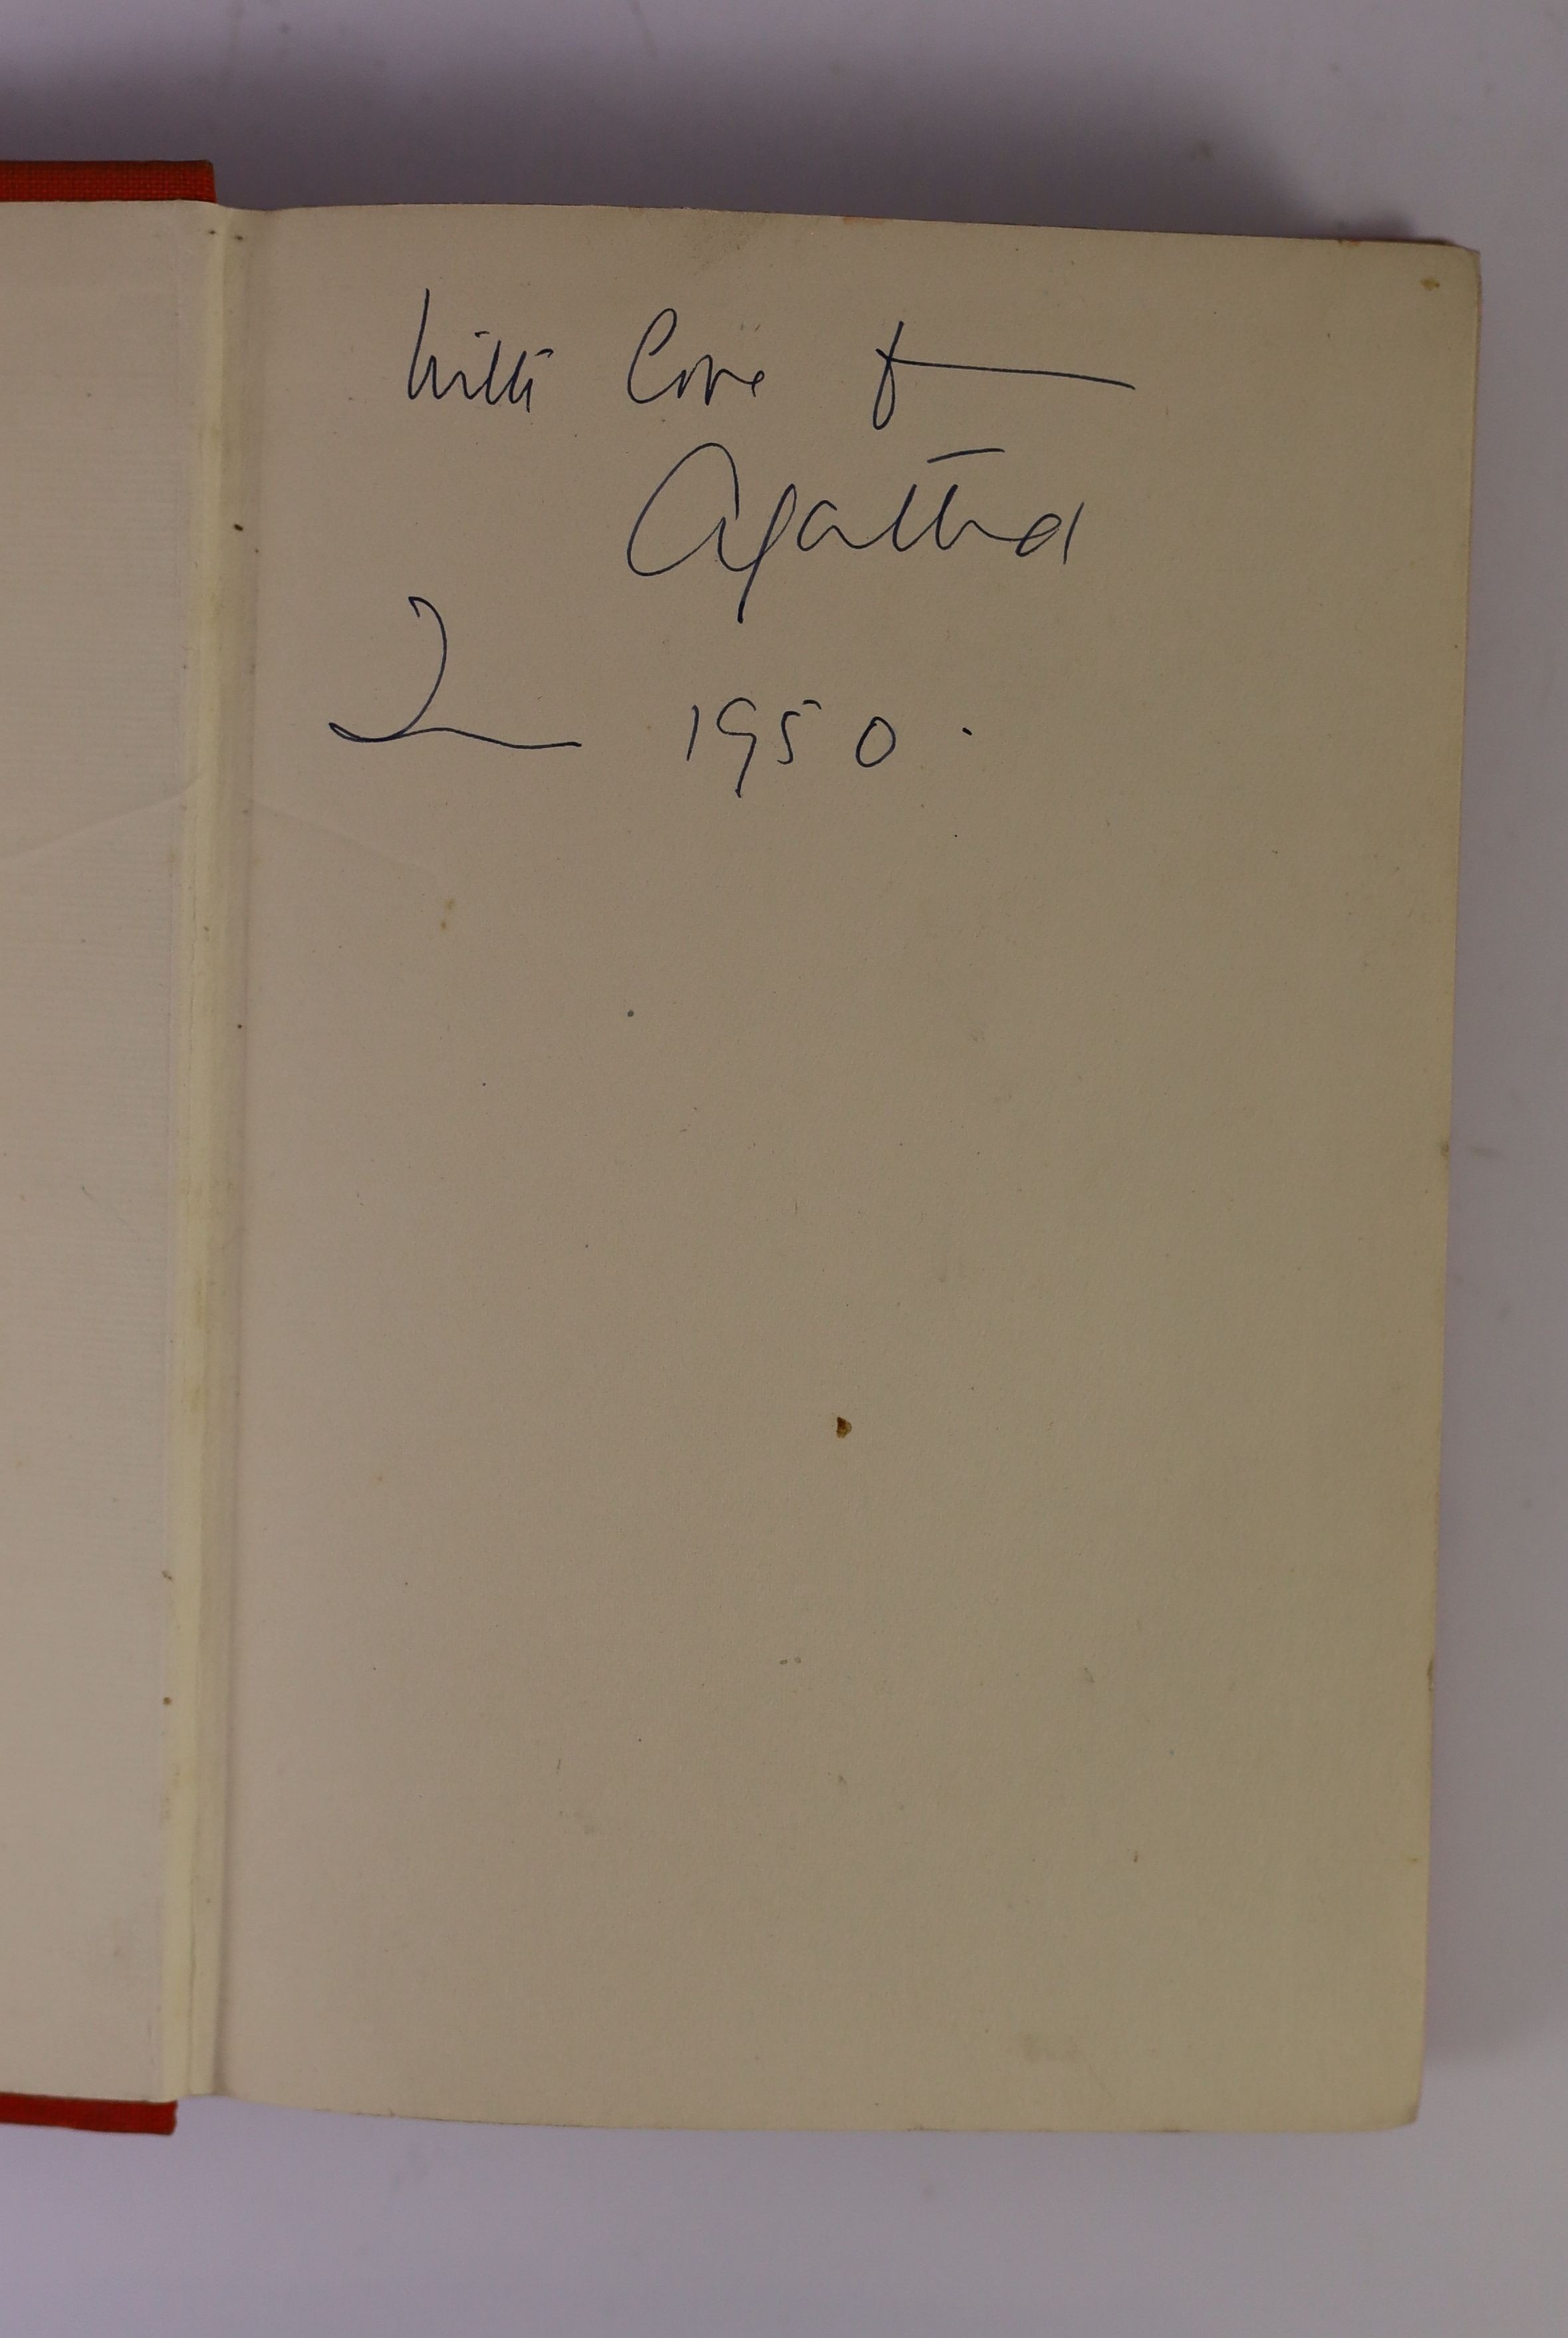 With love from
Agatha
1950.